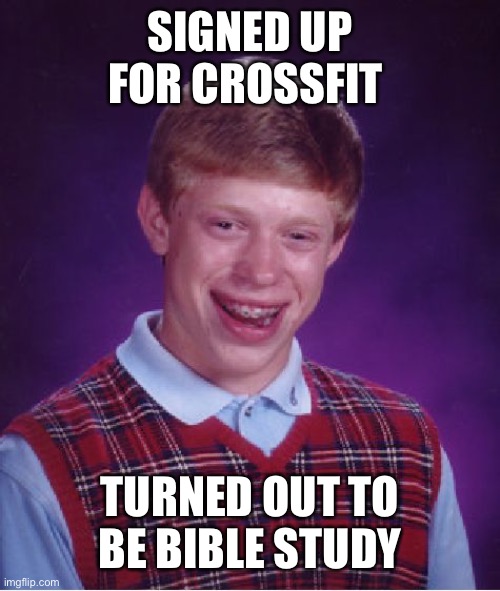 SIGNED UP
FOR CROSSFIT
TURNED OUT TO
BE BIBLE STUDY
imgflip.com